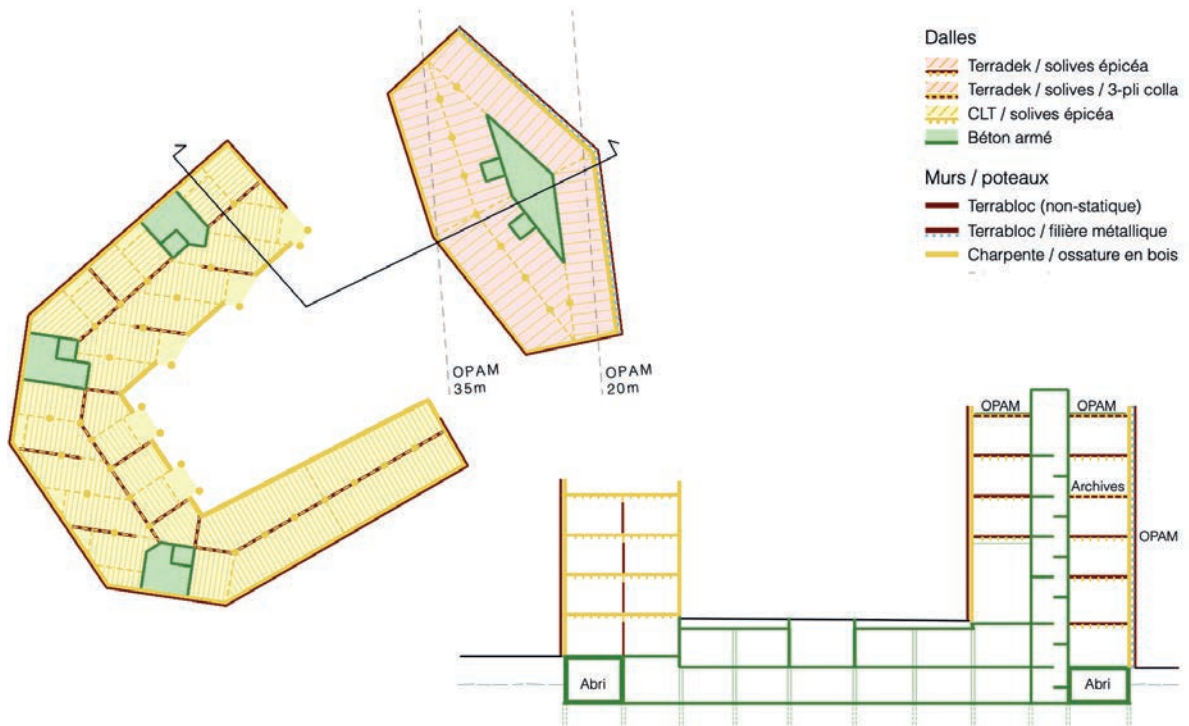 Dalles
Terradek / solives épicéa
Terradek / solives / 3-pli colla
CLT / solives épicéa
Béton armé
Murs / poteaux
Terrabloc (non-statique)
Terrabloc / filière métallique
Charpente / ossature en bois
OPAM
35m
OPAM
20m
OPAM
OPAM
Archives
OPAM
Abri
Abri